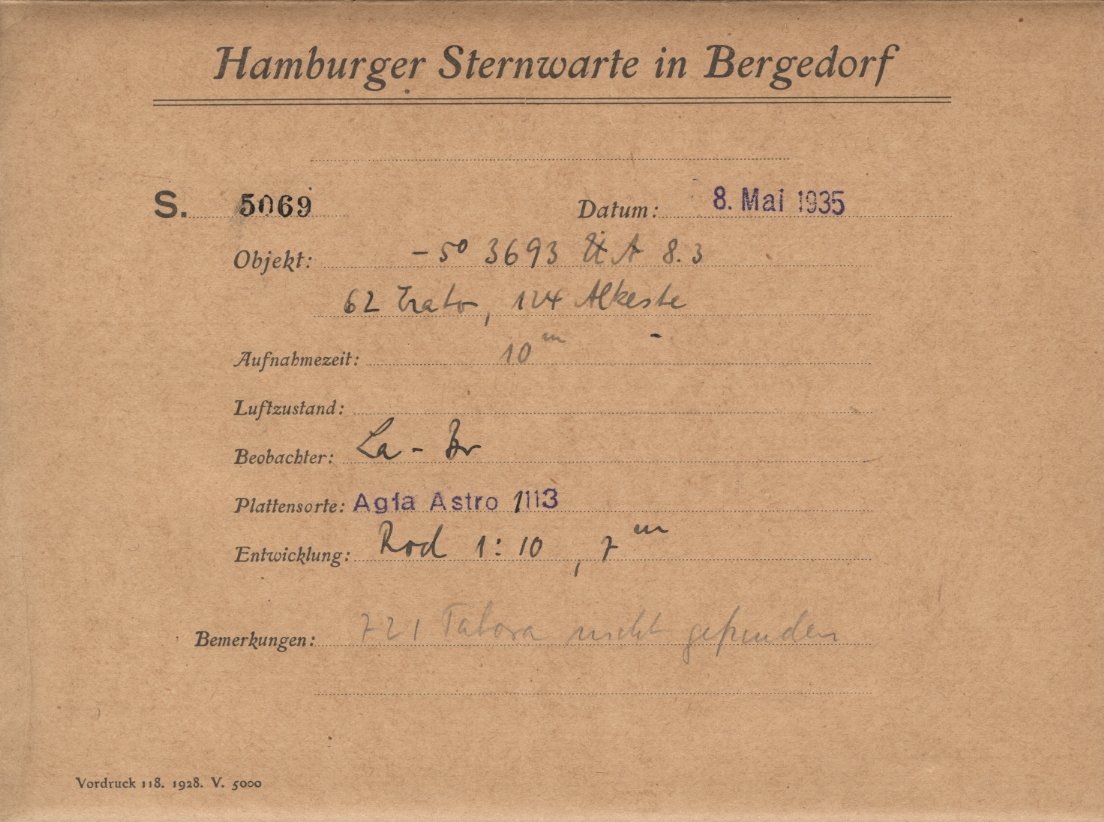 Hamburger Sternwarte in Bergedorf
S. 5069 Datum: 8. Mai 1935
Objekt: -5° 3693 8.3
62 Erato, 124 Alkeste
Aufnahmezeit: 10ᵐ
Luftzustand:
Beobachter: La - Br
Plattensorte: Agfa Astro 1113
Entwicklung: Rod 1:10, 7ᵐ
Bemerkungen: 721 Tabora nicht gefunden
Vordruck 118. 1928. V. 5000